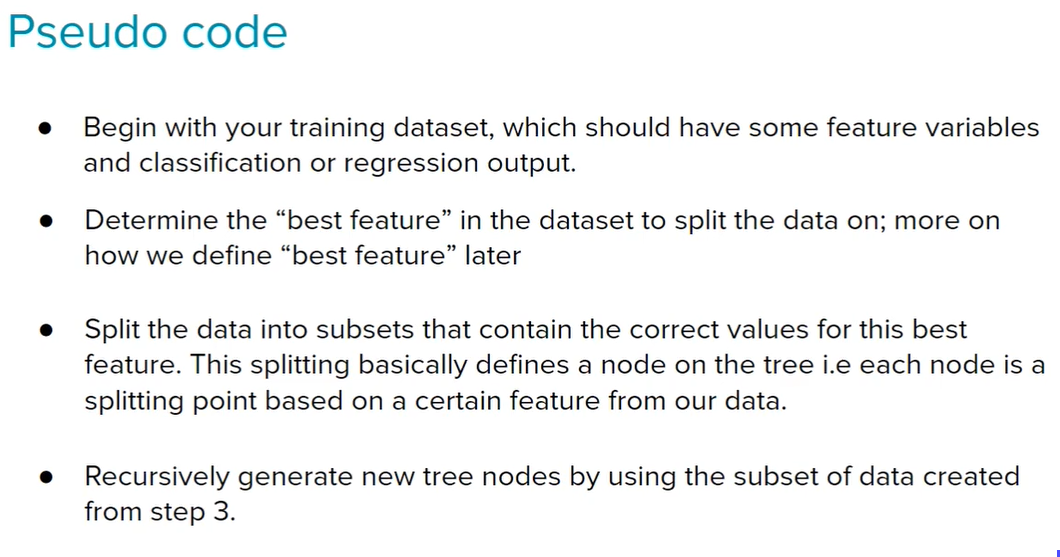 Pseudo code
● Begin with your training dataset, which should have some feature variables
and classification or regression output.
● Determine the “best feature” in the dataset to split the data on; more on
how we define “best feature” later
● Split the data into subsets that contain the correct values for this best
feature. This splitting basically defines a node on the tree i.e each node is a
splitting point based on a certain feature from our data.
● Recursively generate new tree nodes by using the subset of data created
from step 3.